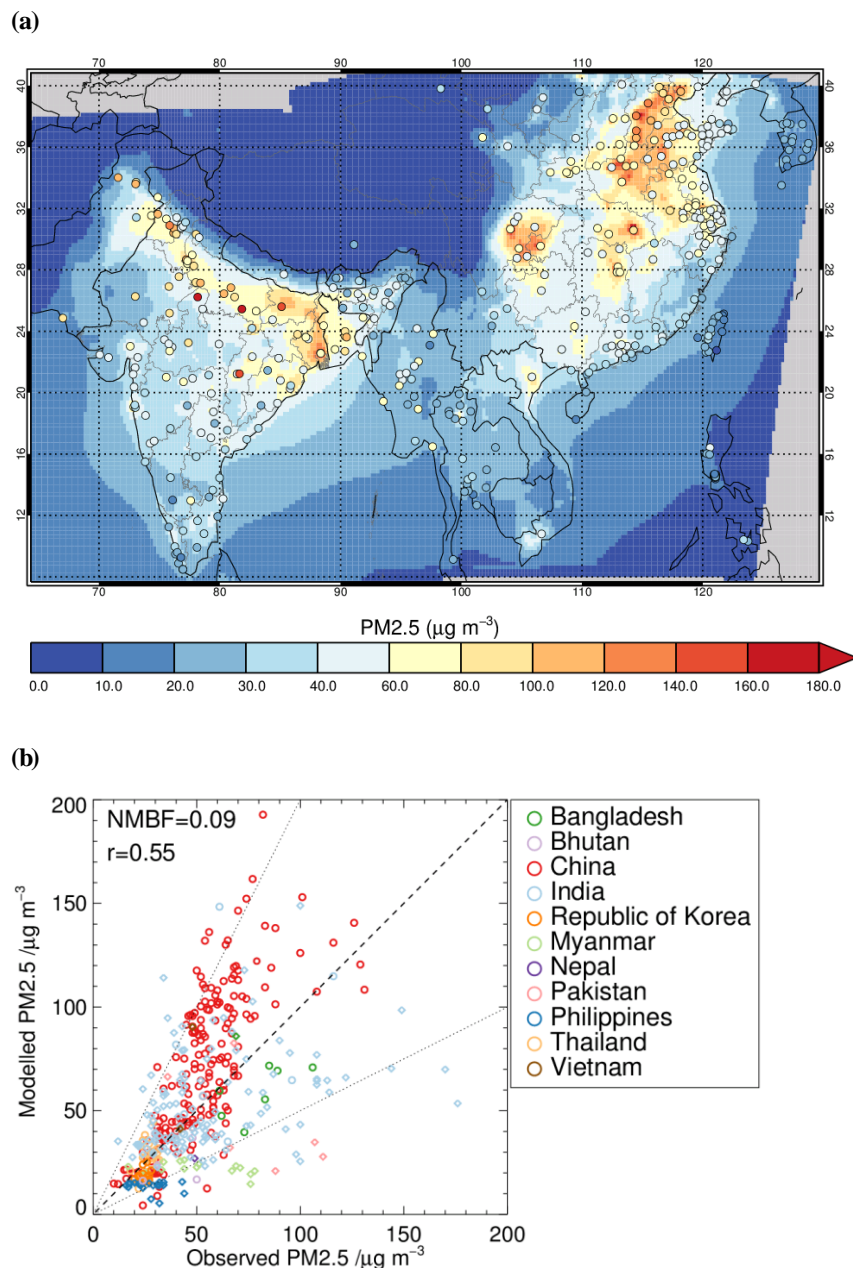 (a)
70 80 90 100 110 120
40 40
36 36
32 32
28 28
24 24
20 20
16 16
12 12
70 80 90 100 110 120
PM2.5 (μg m⁻³)
0.0 10.0 20.0 30.0 40.0 60.0 80.0 100.0 120.0 140.0 160.0 180.0
(b)
200
NMBF=0.09
r=0.55
150
100
50
0
Modelled PM2.5 /μg m⁻³
0 50 100 150 200
Observed PM2.5 /μg m⁻³
Bangladesh
Bhutan
China
India
Republic of Korea
Myanmar
Nepal
Pakistan
Philippines
Thailand
Vietnam